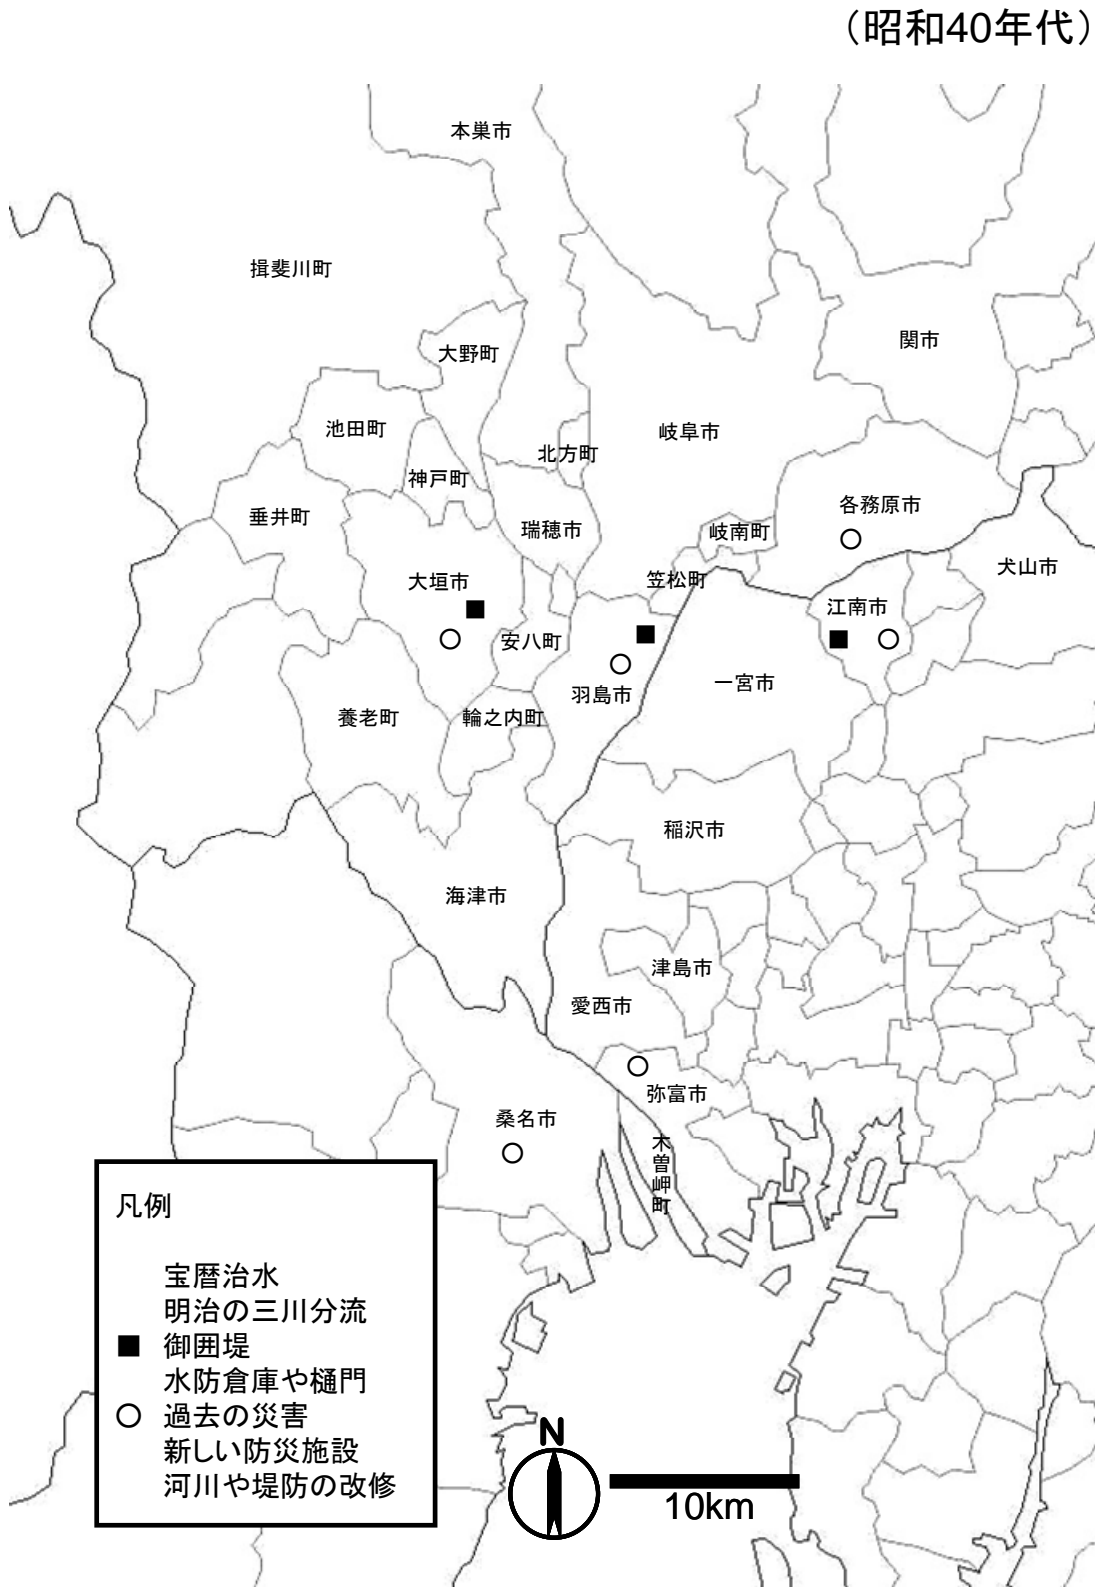 （昭和40年代）
本巣市
揖斐川町
大野町
関市
池田町
岐阜市
北方町
神戸町
各務原市
垂井町
瑞穂市
岐南町
犬山市
大垣市
笠松町
江南市
安八町
一宮市
羽島市
養老町
輪之内町
稲沢市
海津市
津島市
愛西市
弥富市
桑名市
木曽岬町
凡例
宝暦治水
明治の三川分流
■ 御囲堤
水防倉庫や樋門
○ 過去の災害
新しい防災施設
河川や堤防の改修
N
10km